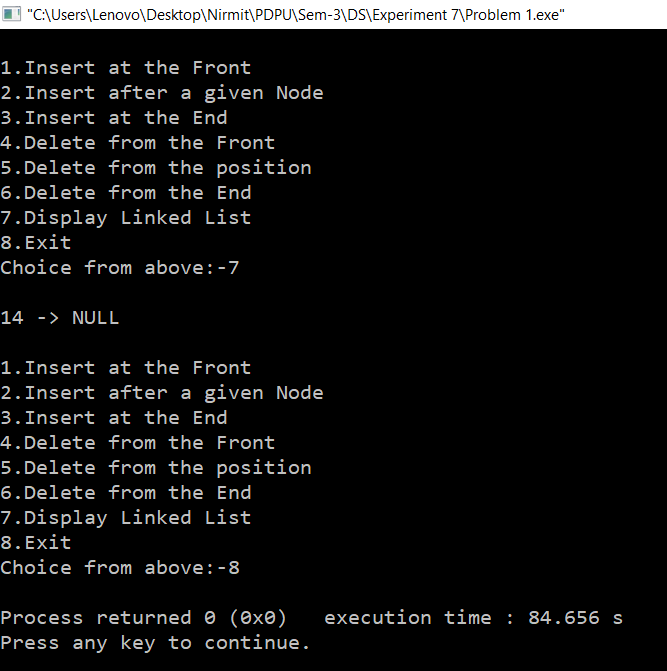 "C:\Users\Lenovo\Desktop\Nirmit\PDPU\Sem-3\DS\Experiment 7\Problem 1.exe"
1.Insert at the Front
2.Insert after a given Node
3.Insert at the End
4.Delete from the Front
5.Delete from the position
6.Delete from the End
7.Display Linked List
8.Exit
Choice from above:-7
14 -> NULL
1.Insert at the Front
2.Insert after a given Node
3.Insert at the End
4.Delete from the Front
5.Delete from the position
6.Delete from the End
7.Display Linked List
8.Exit
Choice from above:-8
Process returned 0 (0x0)   execution time : 84.656 s
Press any key to continue.